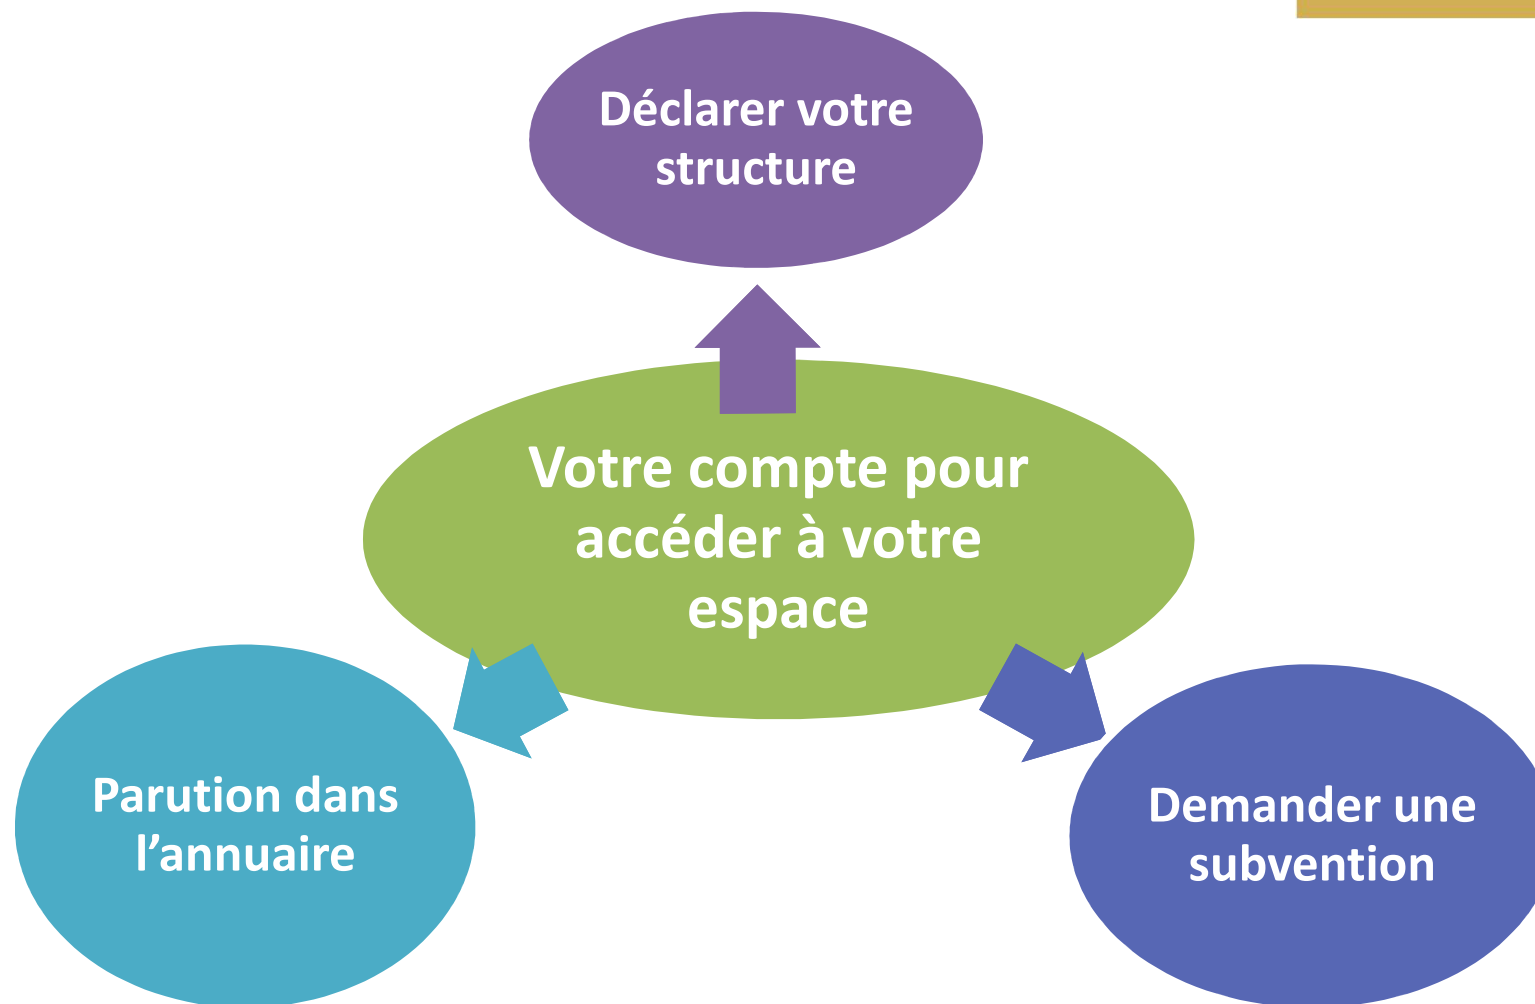 Déclarer votre
structure
Votre compte pour
accéder à votre
espace
Parution dans
l’annuaire
Demander une
subvention